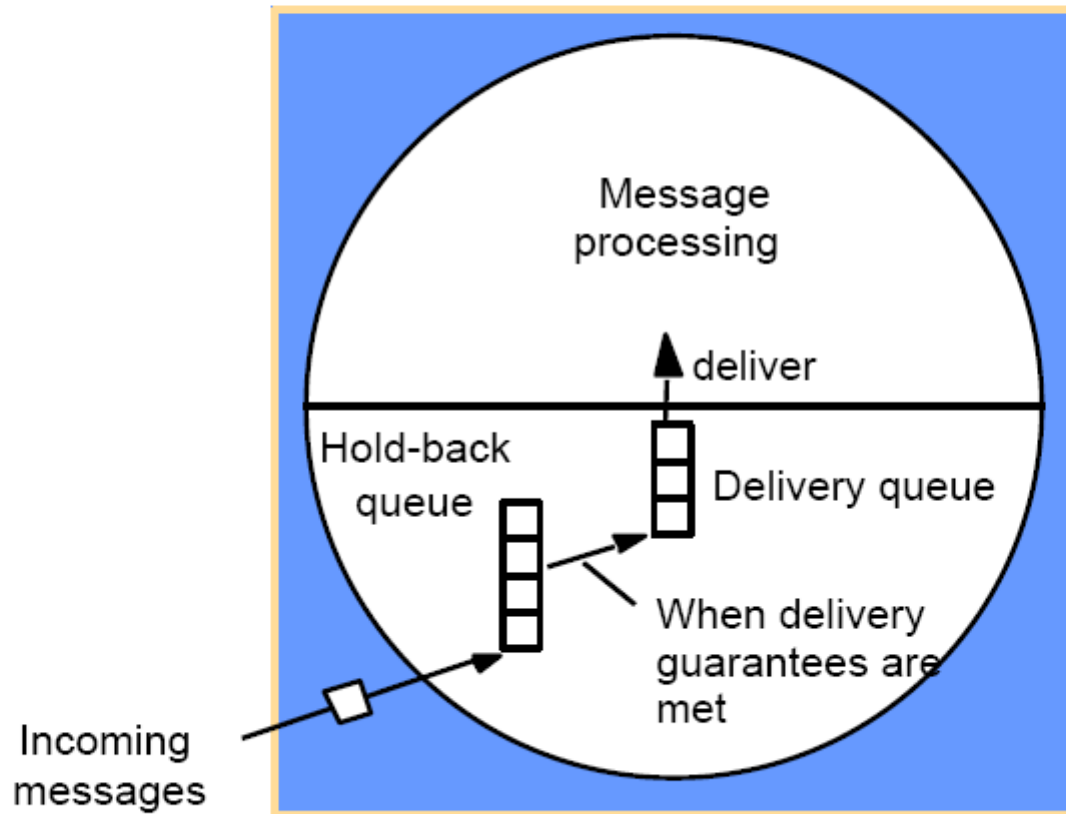 Message
processing
deliver
Hold-back
queue
Delivery queue
When delivery
guarantees are
met
Incoming
messages